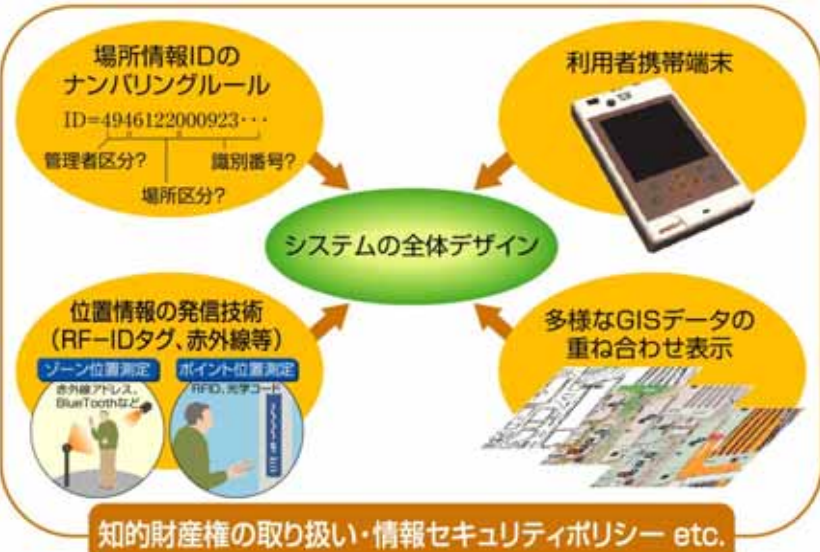 場所情報IDの
ナンバリングルール
ID=4946122000923･･･
管理者区分?
識別番号?
場所区分?
利用者携帯端末
システムの全体デザイン
位置情報の発信技術
(RF-IDタグ、赤外線等)
ゾーン位置測定
赤外線アドレス、
BlueToothなど
ポイント位置測定
RFID、光学コード
多様なGISデータの
重ね合わせ表示
知的財産権の取り扱い・情報セキュリティポリシー etc.